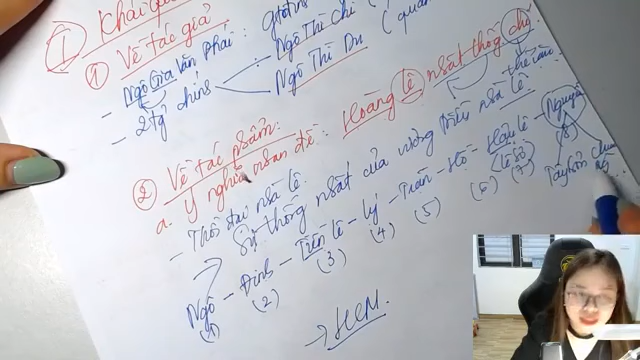 ① Khái quát
① Về tác giả
- Ngô Gia Văn Phái:
Ngô Thì Chí (
- 2 tg' chính
Ngô Thì Du (quan
② Về tác phẩm:
a. Ý nghĩa nhan đề: Hoàng Lê nhất thống chí
- Thời đại nhà Lê.
Sự thống nhất của vương triều nhà Lê.
Ngô - Đinh - Tiền Lê - Lý - Trần - Hồ - Hậu Lê - Nguyễn
(1) (2) (3) (4) (5) (6) (7) (8)
(Lê Sơ)
Tây Sơn
→ HCM.